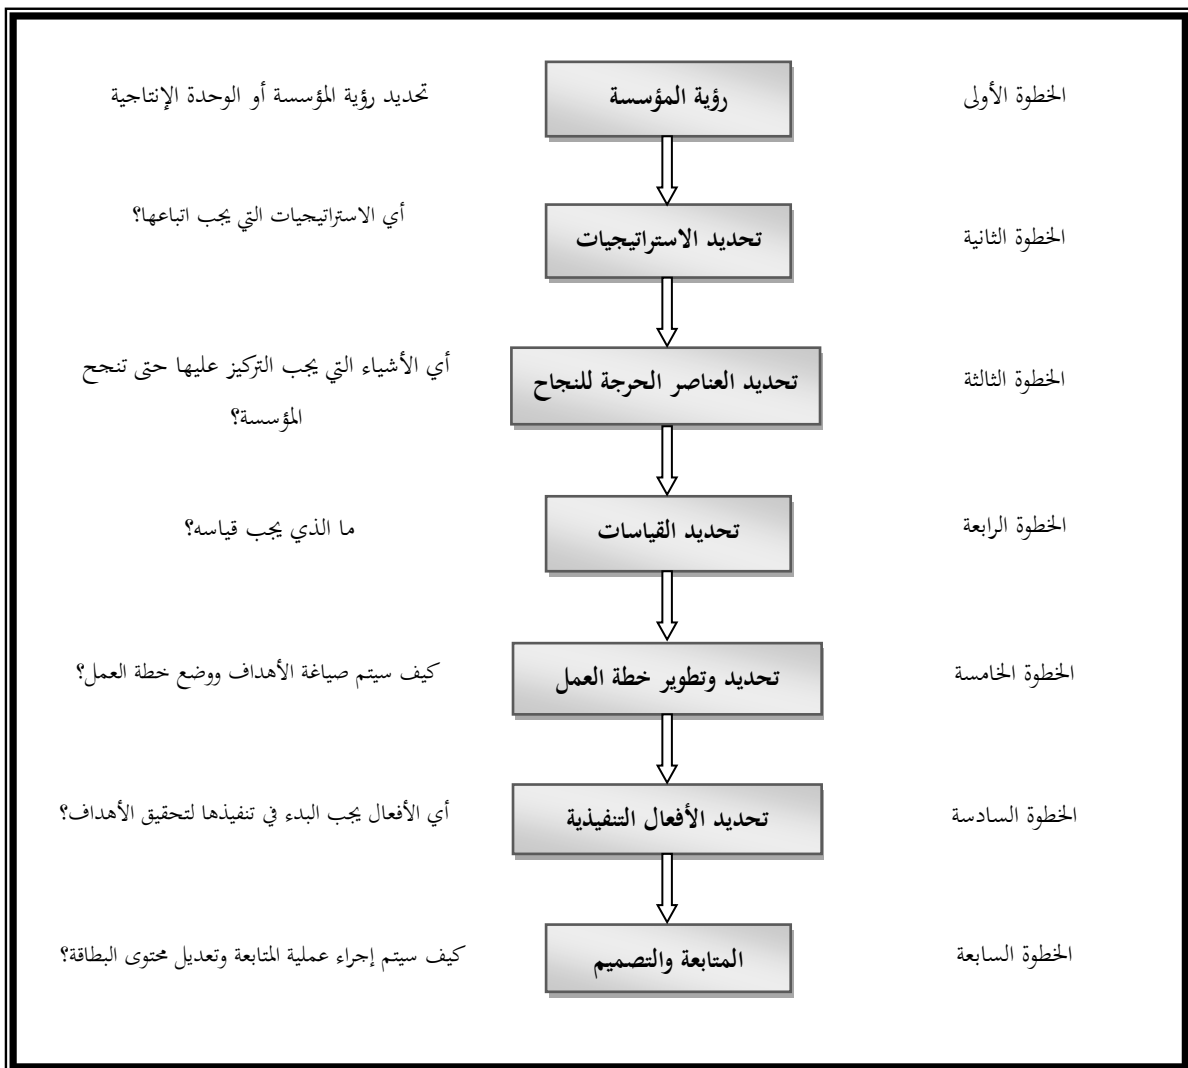 الخطوة الأولى
رؤية المؤسسة
تحديد رؤية المؤسسة أو الوحدة الإنتاجية
الخطوة الثانية
تحديد الاستراتيجيات
أي الاستراتيجيات التي يجب اتباعها؟
الخطوة الثالثة
تحديد العناصر الحرجة للنجاح
أي الأشياء التي يجب التركيز عليها حتى تنجح
المؤسسة؟
الخطوة الرابعة
تحديد القياسات
ما الذي يجب قياسه؟
الخطوة الخامسة
تحديد وتطوير خطة العمل
كيف سيتم صياغة الأهداف ووضع خطة العمل؟
الخطوة السادسة
تحديد الأفعال التنفيذية
أي الأفعال يجب البدء في تنفيذها لتحقيق الأهداف؟
الخطوة السابعة
المتابعة والتصميم
كيف سيتم إجراء عملية المتابعة وتعديل محتوى البطاقة؟